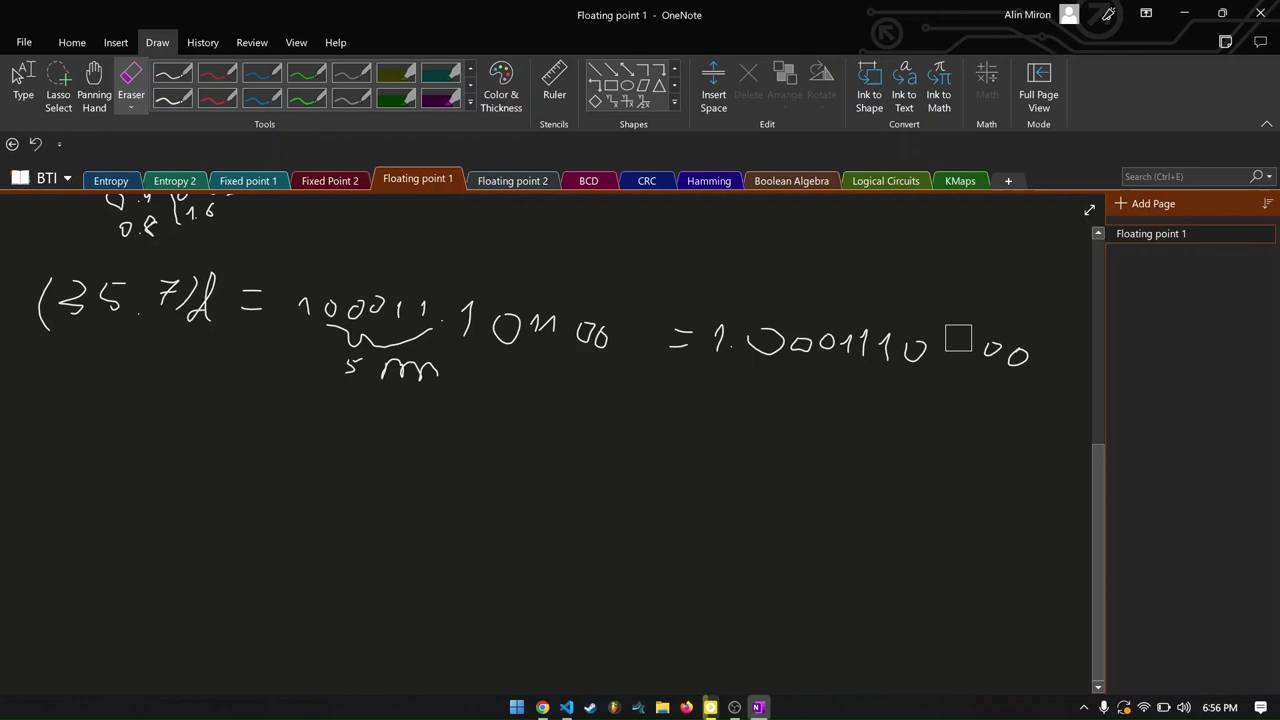 Floating point 1 - OneNote
Alin Miron
File Home Insert Draw History Review View Help
Type
Lasso Select
Panning Hand
Eraser
Color & Thickness
Ruler
Insert Space
Delete
Arrange
Rotate
Ink to Shape
Ink to Text
Ink to Math
Math
Full Page View
Tools Stencils Shapes Edit Convert Math Mode
BTI Entropy Entropy 2 Fixed point 1 Fixed Point 2 Floating point 1 Floating point 2 BCD CRC Hamming Boolean Algebra Logical Circuits KMaps Search (Ctrl+E)
Add Page
Floating point 1
1.6
0.8
(35.7)d = 100011.101100 = 1.00011110 00
5 nnn
6:56 PM